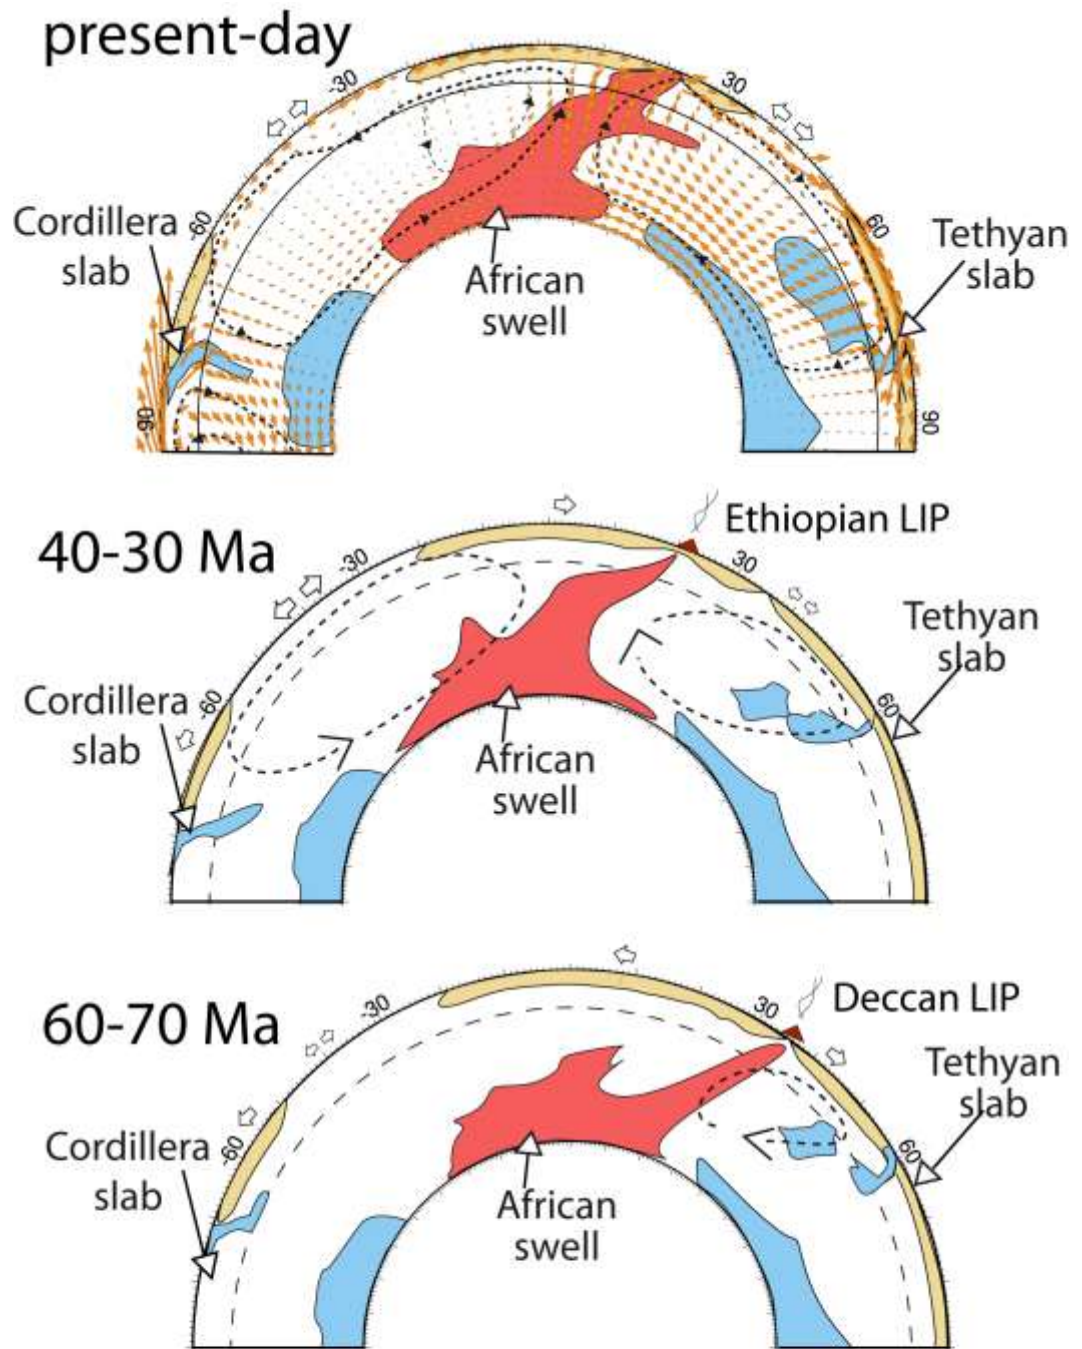 present-day
-30
30
Cordillera
slab
-60
60
Tethyan
slab
African
swell
90
90
40-30 Ma
Ethiopian LIP
-30
30
Tethyan
slab
Cordillera
slab
-60
60
African
swell
60-70 Ma
Deccan LIP
-30
30
Tethyan
slab
Cordillera
slab
-60
60
African
swell